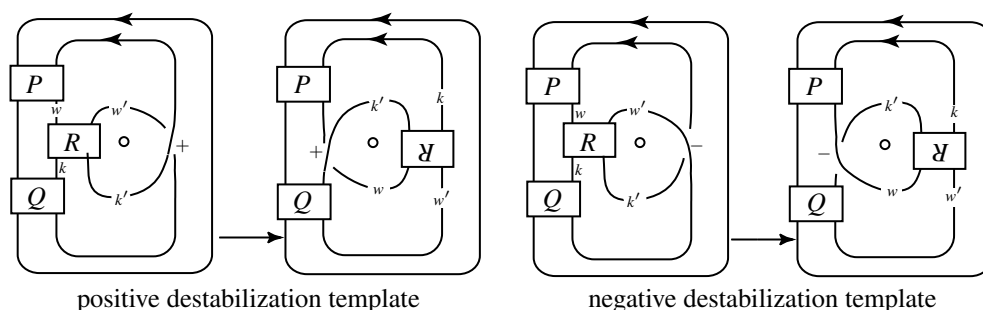 P P P P
w w' k' k w w' k' k
R + + R R − − R
k k' w w' k k' w w'
Q Q Q Q
positive destabilization template negative destabilization template